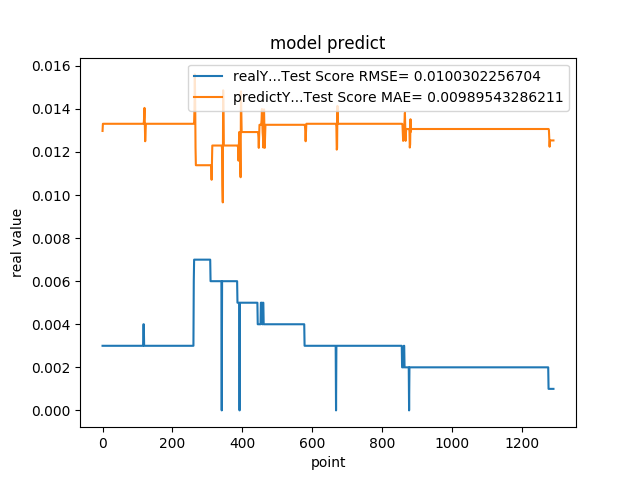 model predict
realY...Test Score RMSE= 0.0100302256704
predictY...Test Score MAE= 0.00989543286211
0.016
0.014
0.012
0.010
0.008
0.006
0.004
0.002
0.000
real value
0 200 400 600 800 1000 1200
point